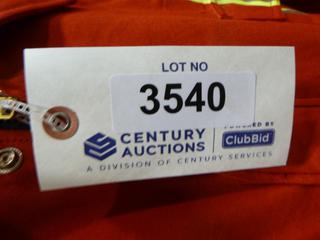 LOT NO
3540
CENTURY AUCTIONS
POWERED BY
ClubBid
A DIVISION OF CENTURY SERVICES